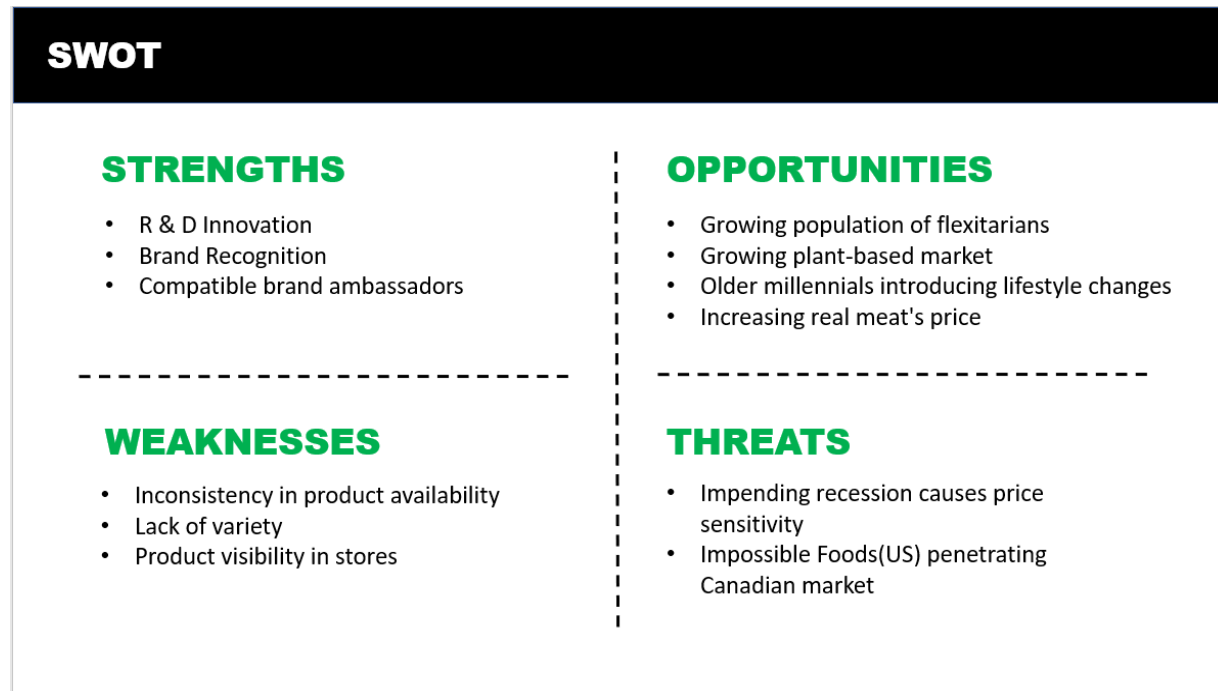 SWOT
STRENGTHS
• R & D Innovation
• Brand Recognition
• Compatible brand ambassadors
OPPORTUNITIES
• Growing population of flexitarians
• Growing plant-based market
• Older millennials introducing lifestyle changes
• Increasing real meat's price
WEAKNESSES
• Inconsistency in product availability
• Lack of variety
• Product visibility in stores
THREATS
• Impending recession causes price
sensitivity
• Impossible Foods(US) penetrating
Canadian market